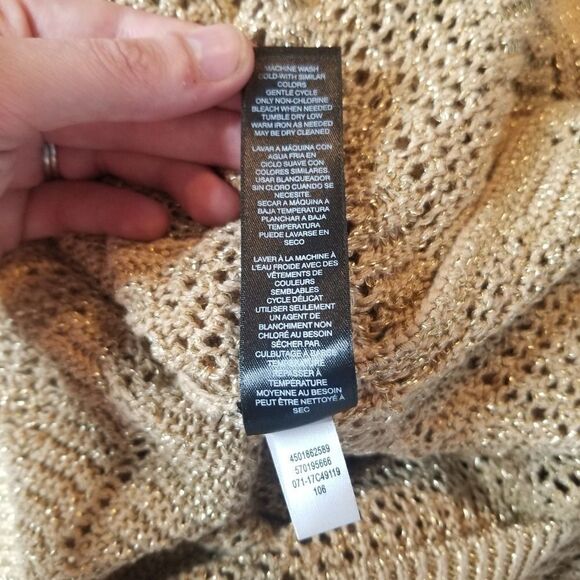 MACHINE WASH
COLD-WITH SIMILAR
COLORS
GENTLE CYCLE
ONLY NON-CHLORINE
BLEACH WHEN NEEDED
TUMBLE DRY LOW
WARM IRON AS NEEDED
MAY BE DRY CLEANED
LAVAR A MÁQUINA CON
AGUA FRIA EN
CICLO SUAVE CON
COLORES SIMILARES.
USAR BLANQUEADOR
SIN CLORO CUANDO SE
NECESITE.
SECAR A MÁQUINA A
BAJA TEMPERATURA
PLANCHAR A BAJA
TEMPERATURA
PUEDE LAVARSE EN
SECO
LAVER À LA MACHINE À
L'EAU FROIDE AVEC DES
VÊTEMENTS DE
COULEURS
SEMBLABLES
CYCLE DÉLICAT
UTILISER SEULEMENT
UN AGENT DE
BLANCHIMENT NON
CHLORÉ AU BESOIN
SÉCHER PAR
CULBUTAGE À BASSE
TEMPÉRATURE
REPASSER À
TEMPÉRATURE
MOYENNE AU BESOIN
PEUT ÊTRE NETTOYÉ À
SEC
4501862589
570195666
071-17C49119
106